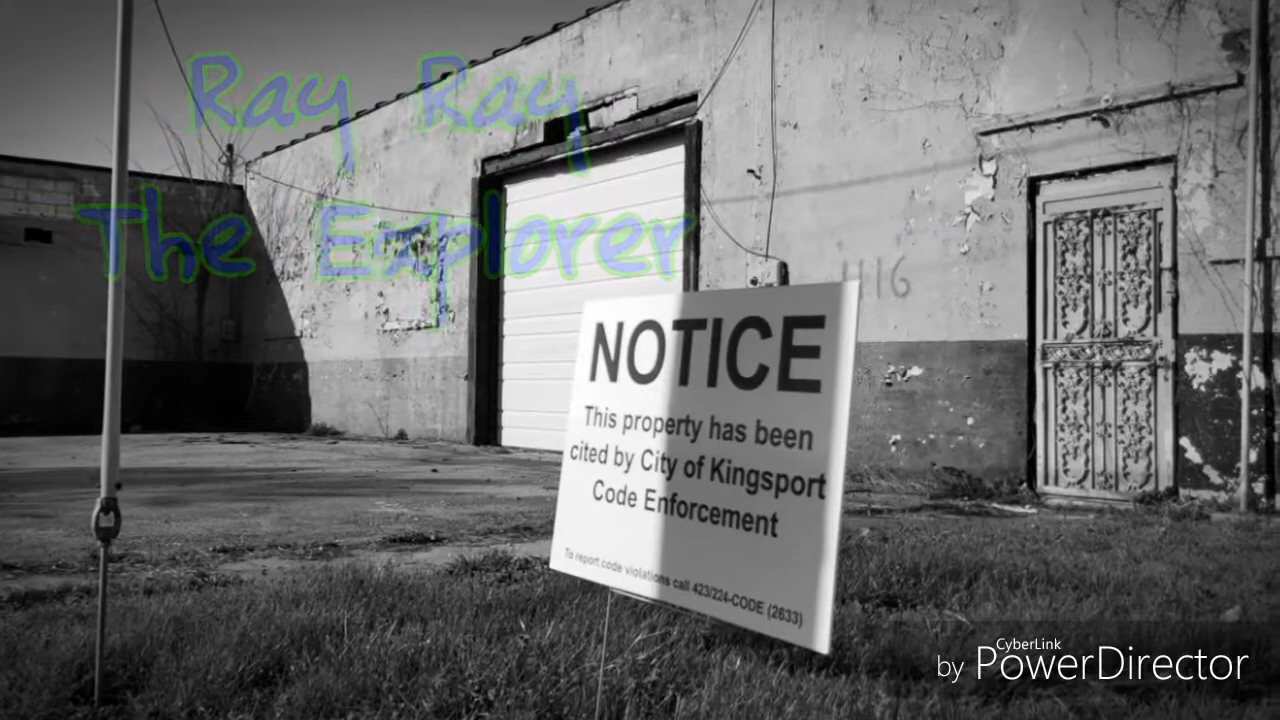 Ray Ray
The Explorer
116
NOTICE
This property has been
cited by City of Kingsport
Code Enforcement
To report code violations call 423/224-CODE (2633)
CyberLink
by PowerDirector